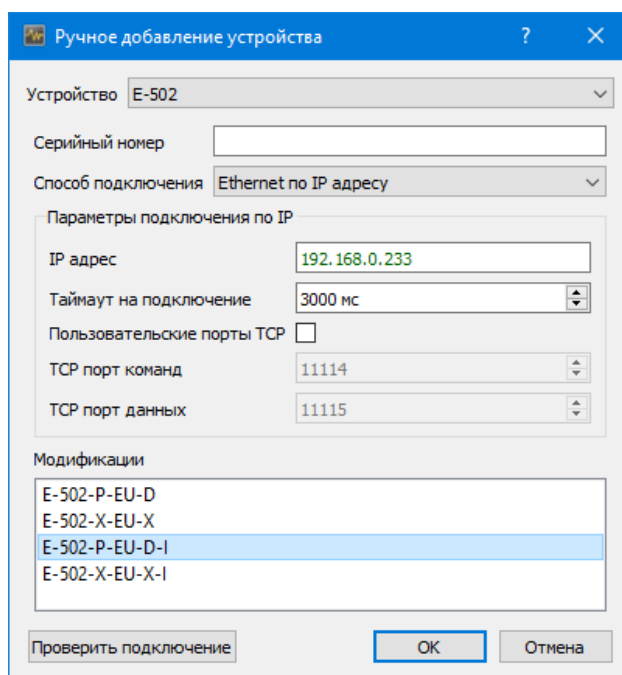 Ручное добавление устройства ?
Устройство E-502
Серийный номер
Способ подключения Ethernet по IP адресу
Параметры подключения по IP
IP адрес 192.168.0.233
Таймаут на подключение 3000 мс
Пользовательские порты TCP
TCP порт команд 11114
TCP порт данных 11115
Модификации
E-502-P-EU-D
E-502-X-EU-X
E-502-P-EU-D-I
E-502-X-EU-X-I
Проверить подключение OK Отмена